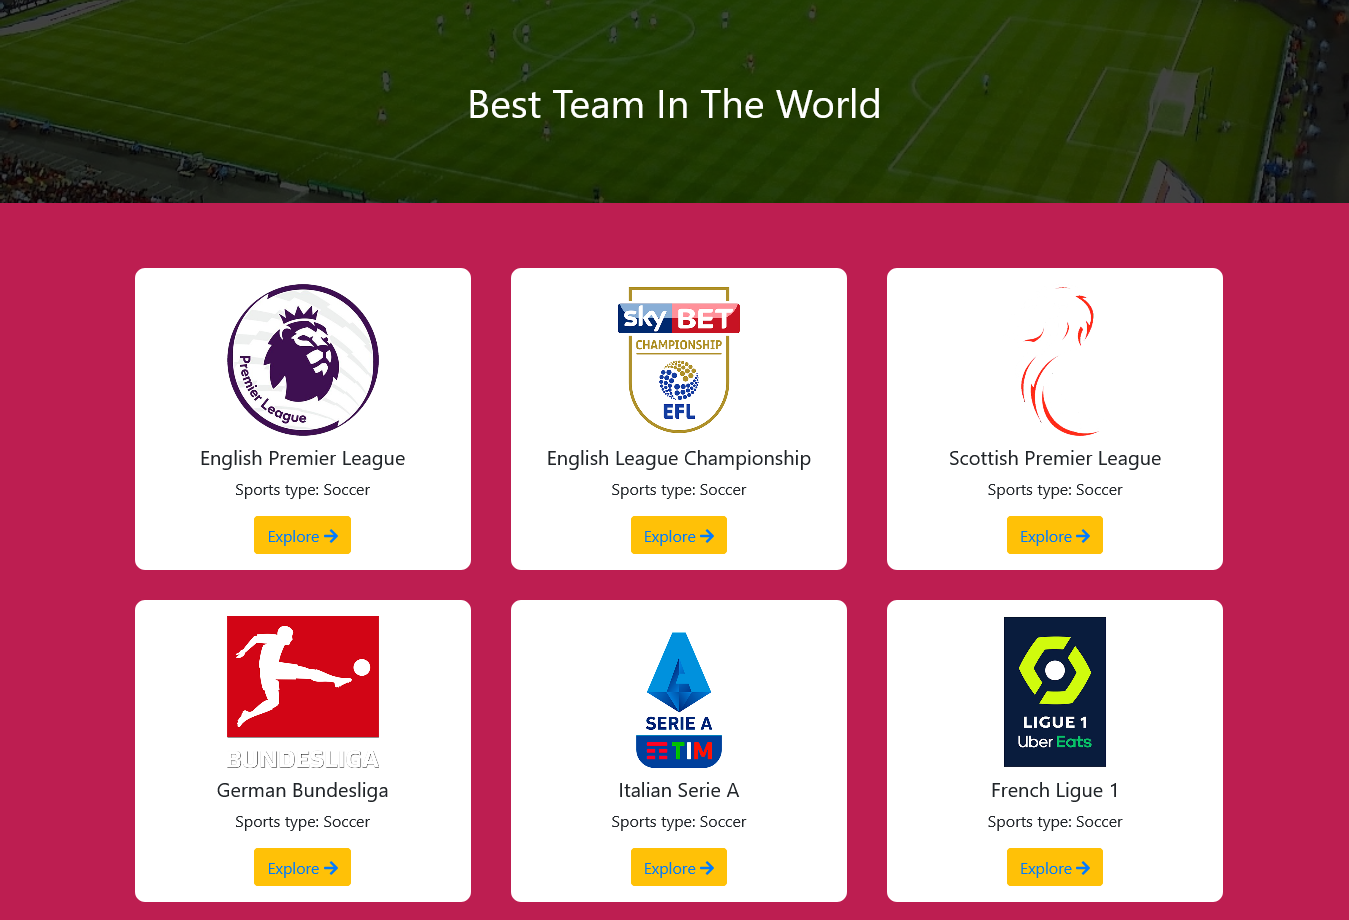 Best Team In The World
Premier League
English Premier League
Sports type: Soccer
Explore
sky BET
CHAMPIONSHIP
EFL
English League Championship
Sports type: Soccer
Explore
Scottish Premier League
Sports type: Soccer
Explore
BUNDESLIGA
German Bundesliga
Sports type: Soccer
Explore
SERIE A
TIM
Italian Serie A
Sports type: Soccer
Explore
LIGUE 1
Uber Eats
French Ligue 1
Sports type: Soccer
Explore